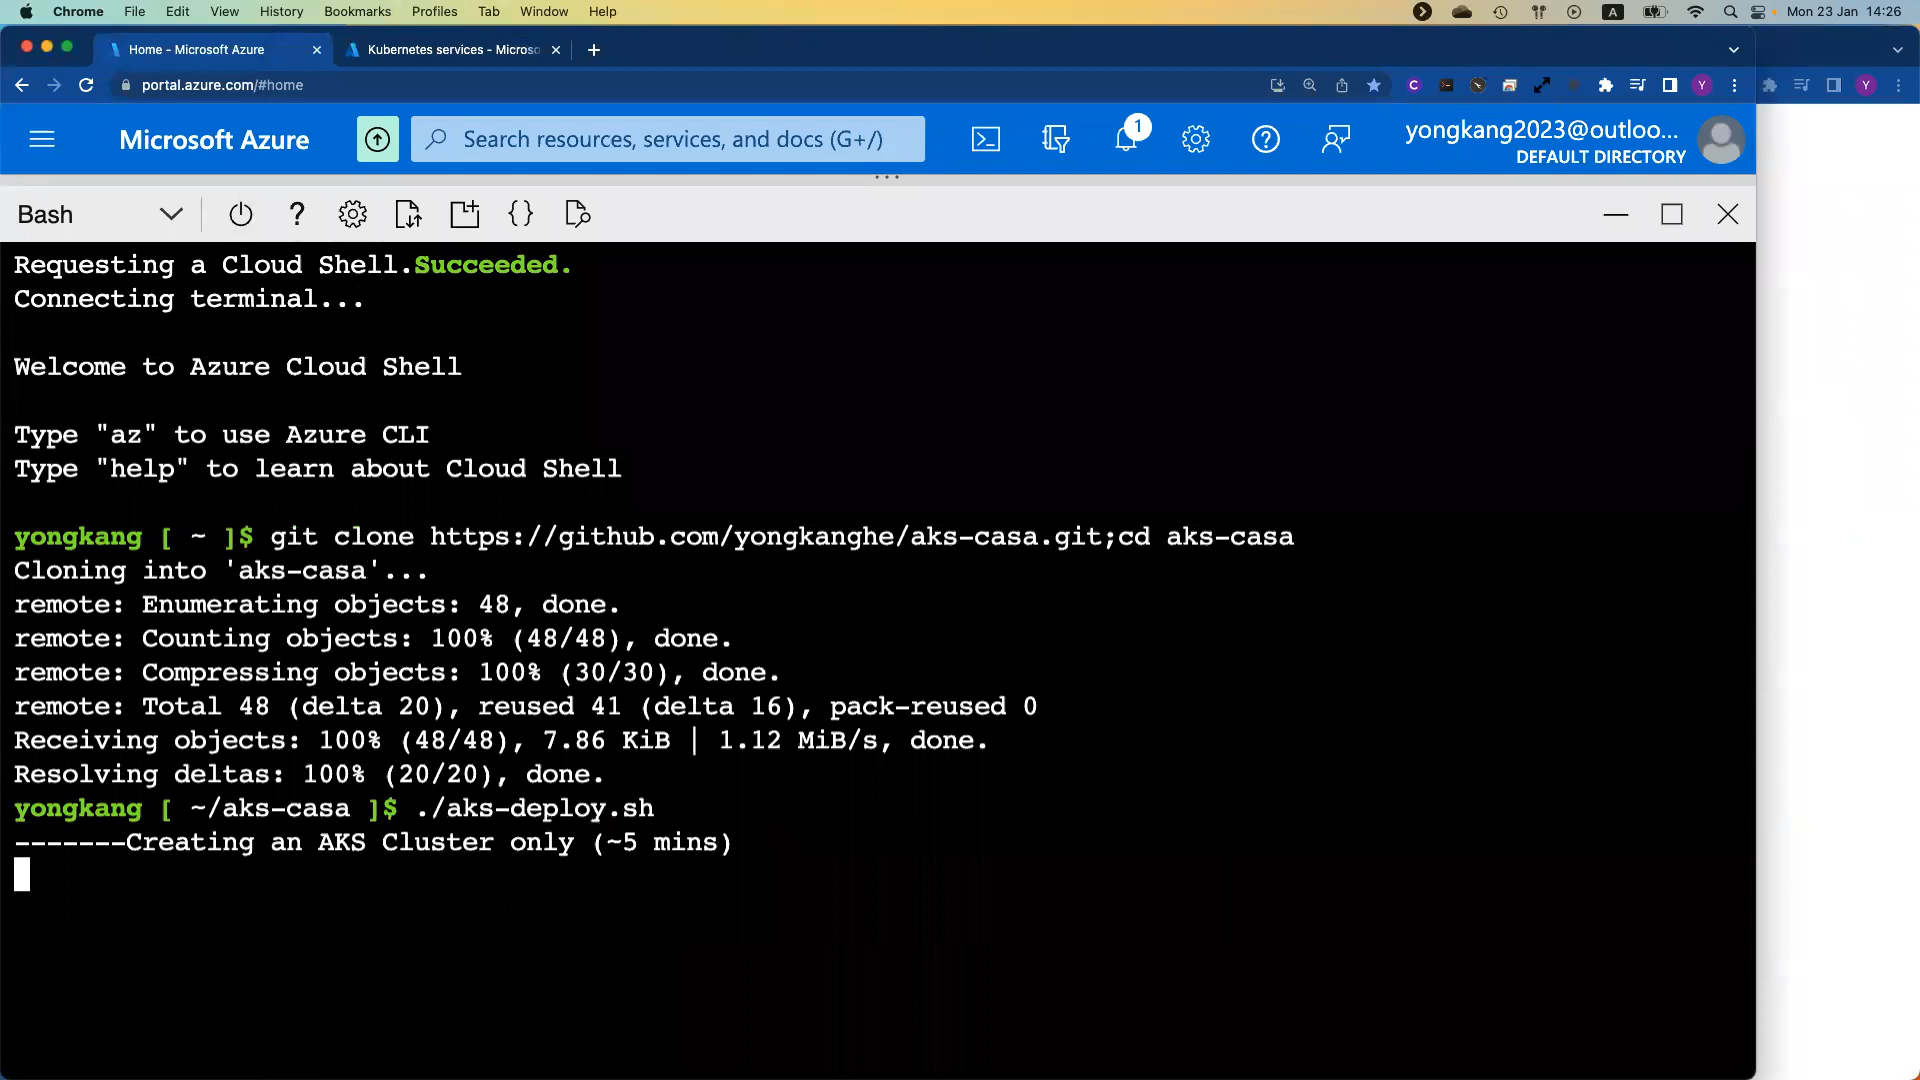 Chrome File Edit View History Bookmarks Profiles Tab Window Help A Mon 23 Jan 14:26
Home - Microsoft Azure Kubernetes services - Microso
portal.azure.com/#home C Y Y
Microsoft Azure Search resources, services, and docs (G+/) 1 yongkang2023@outloo...
DEFAULT DIRECTORY
Bash
Requesting a Cloud Shell.Succeeded.
Connecting terminal...
Welcome to Azure Cloud Shell
Type "az" to use Azure CLI
Type "help" to learn about Cloud Shell
yongkang [ ~ ]$ git clone https://github.com/yongkanghe/aks-casa.git;cd aks-casa
Cloning into 'aks-casa'...
remote: Enumerating objects: 48, done.
remote: Counting objects: 100% (48/48), done.
remote: Compressing objects: 100% (30/30), done.
remote: Total 48 (delta 20), reused 41 (delta 16), pack-reused 0
Receiving objects: 100% (48/48), 7.86 KiB | 1.12 MiB/s, done.
Resolving deltas: 100% (20/20), done.
yongkang [ ~/aks-casa ]$ ./aks-deploy.sh
-------Creating an AKS Cluster only (~5 mins)